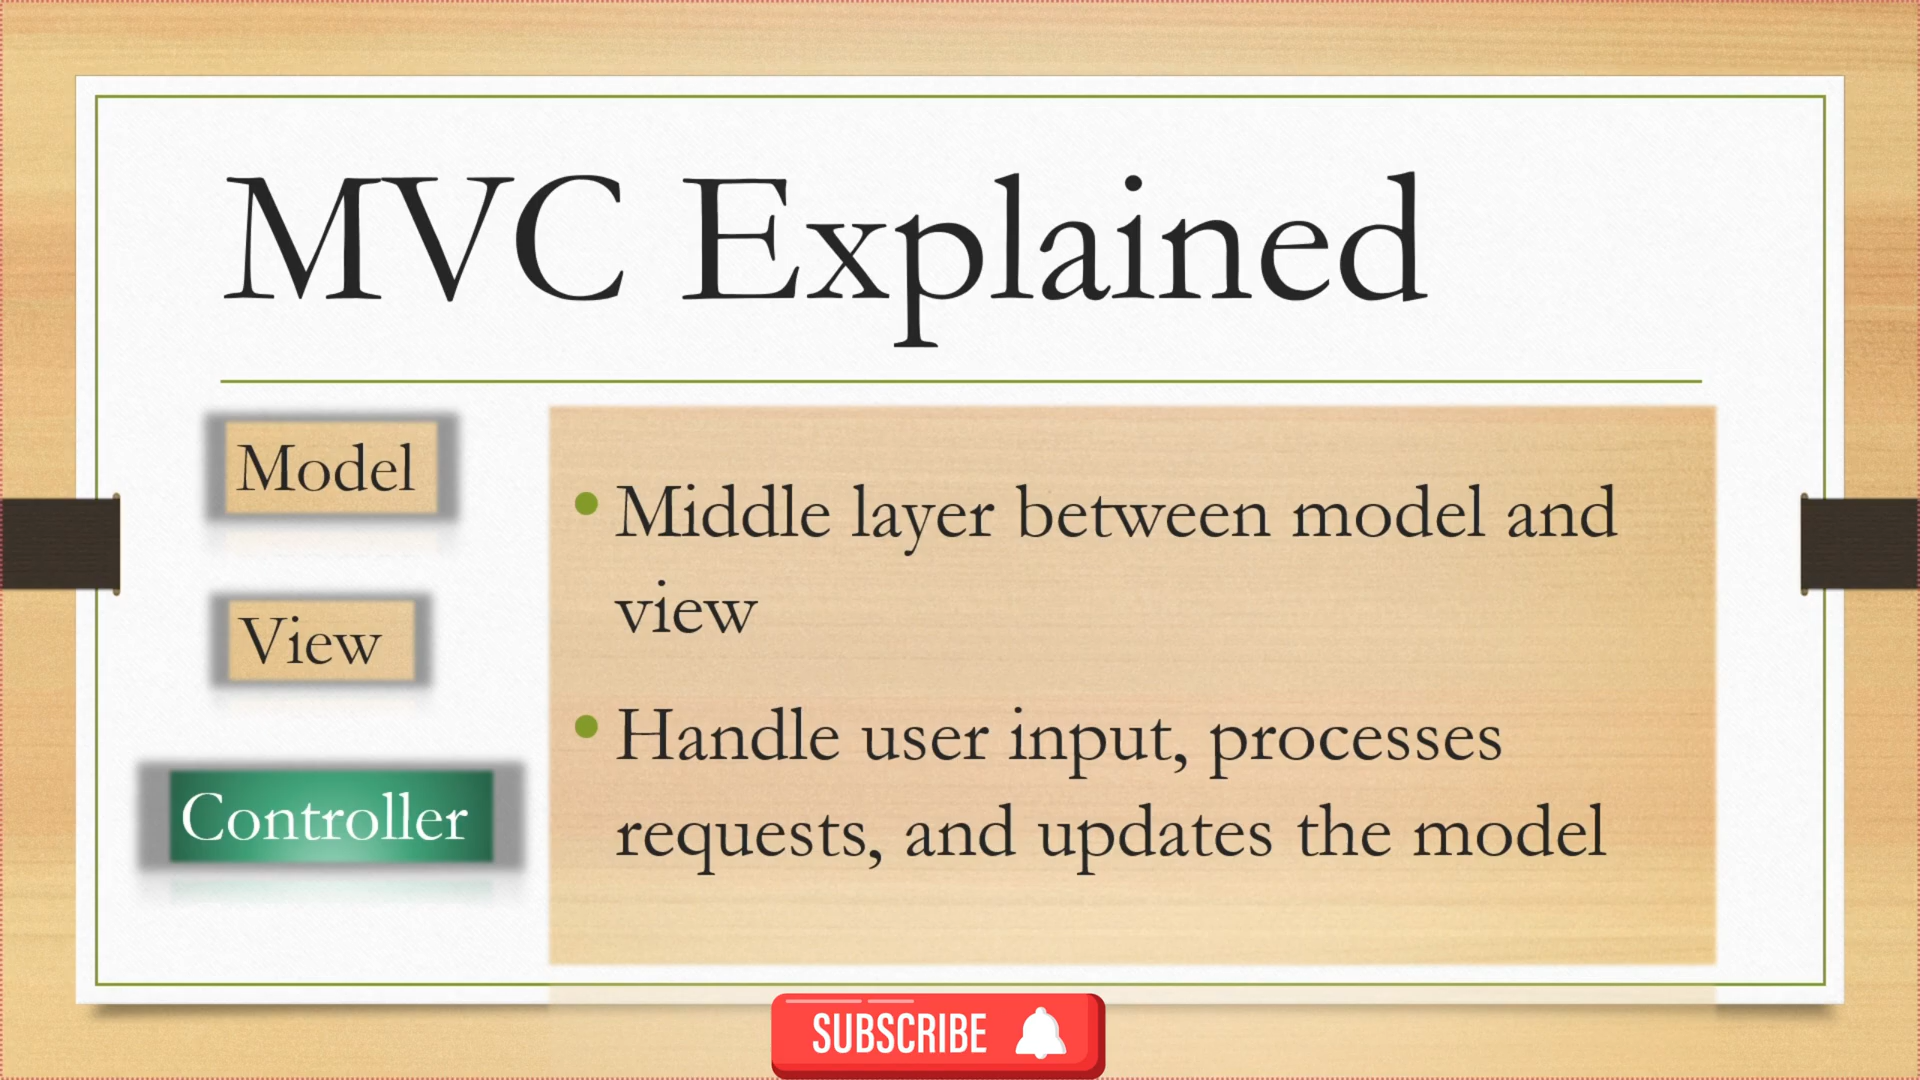 MVC Explained
Model
View
Controller
• Middle layer between model and
view
• Handle user input, processes
requests, and updates the model
SUBSCRIBE